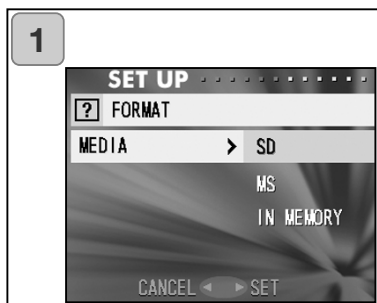 1
SET UP
? FORMAT
MEDIA > SD
MS
IN MEMORY
CANCEL ◀ ▶ SET